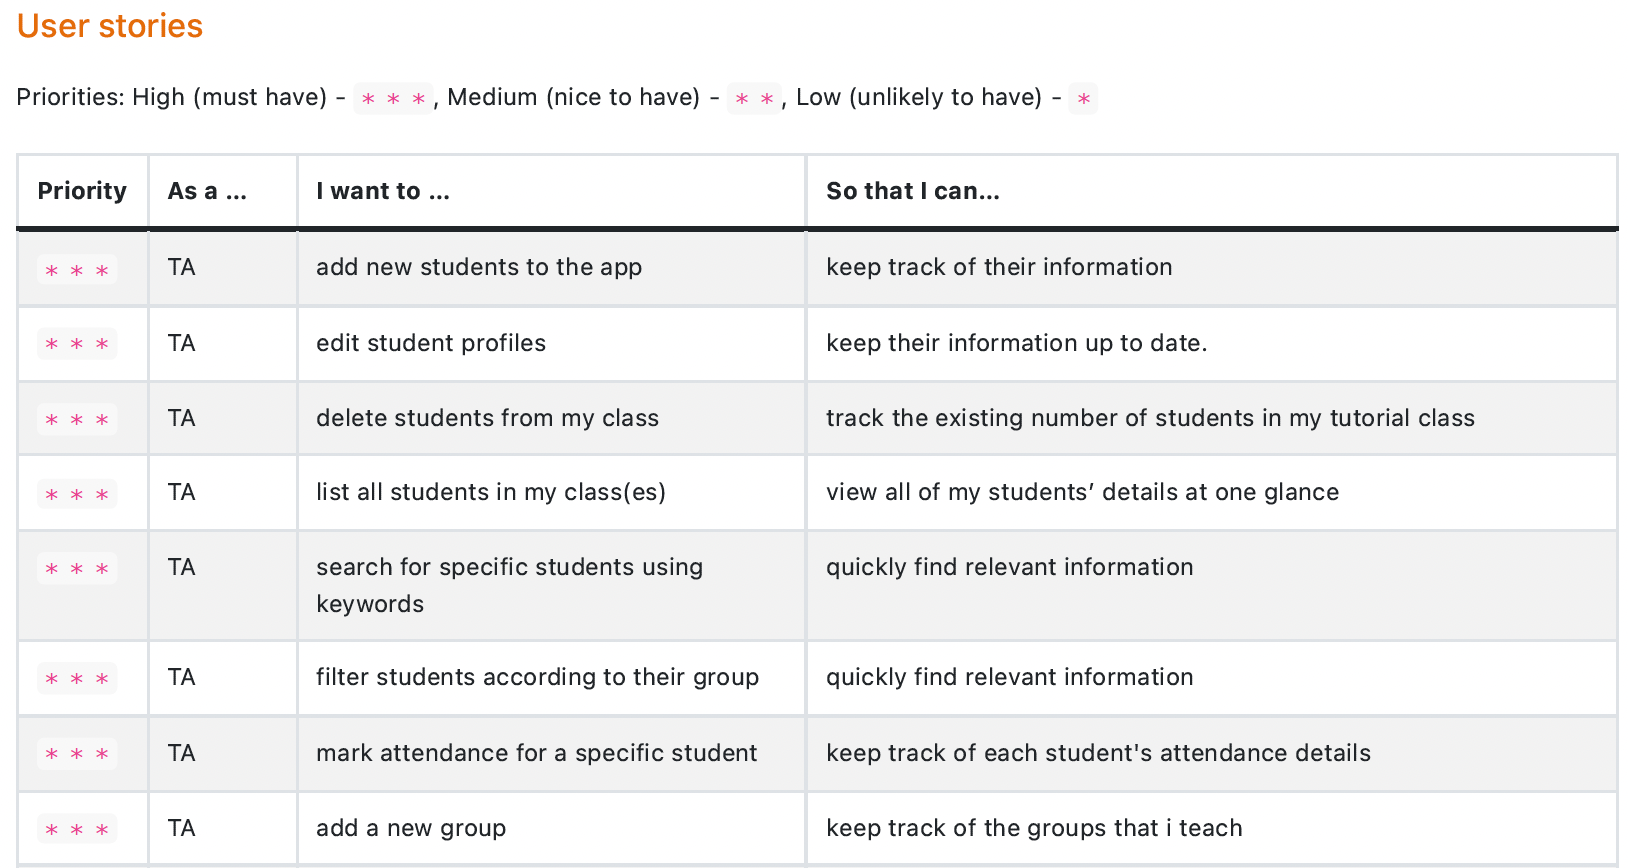 User stories
Priorities: High (must have) - * * *, Medium (nice to have) - * *, Low (unlikely to have) - *
Priority As a ... I want to ... So that I can...
* * * TA add new students to the app keep track of their information
* * * TA edit student profiles keep their information up to date.
* * * TA delete students from my class track the existing number of students in my tutorial class
* * * TA list all students in my class(es) view all of my students’ details at one glance
* * * TA search for specific students using quickly find relevant information
keywords
* * * TA filter students according to their group quickly find relevant information
* * * TA mark attendance for a specific student keep track of each student's attendance details
* * * TA add a new group keep track of the groups that i teach